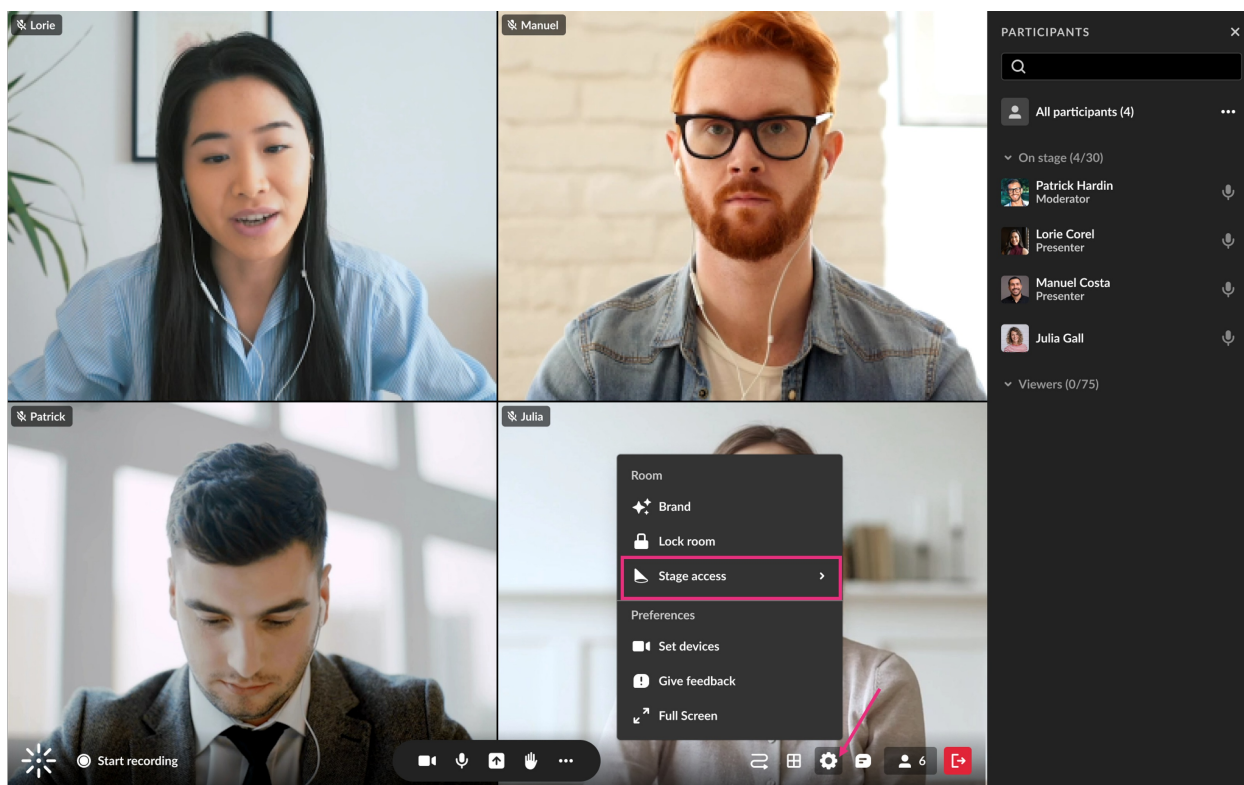 Lorie
Manuel
Patrick
Julia
Room
Brand
Lock room
Stage access
Preferences
Set devices
Give feedback
Full Screen
Start recording
6
PARTICIPANTS
All participants (4)
On stage (4/30)
Patrick Hardin
Moderator
Lorie Corel
Presenter
Manuel Costa
Presenter
Julia Gall
Viewers (0/75)